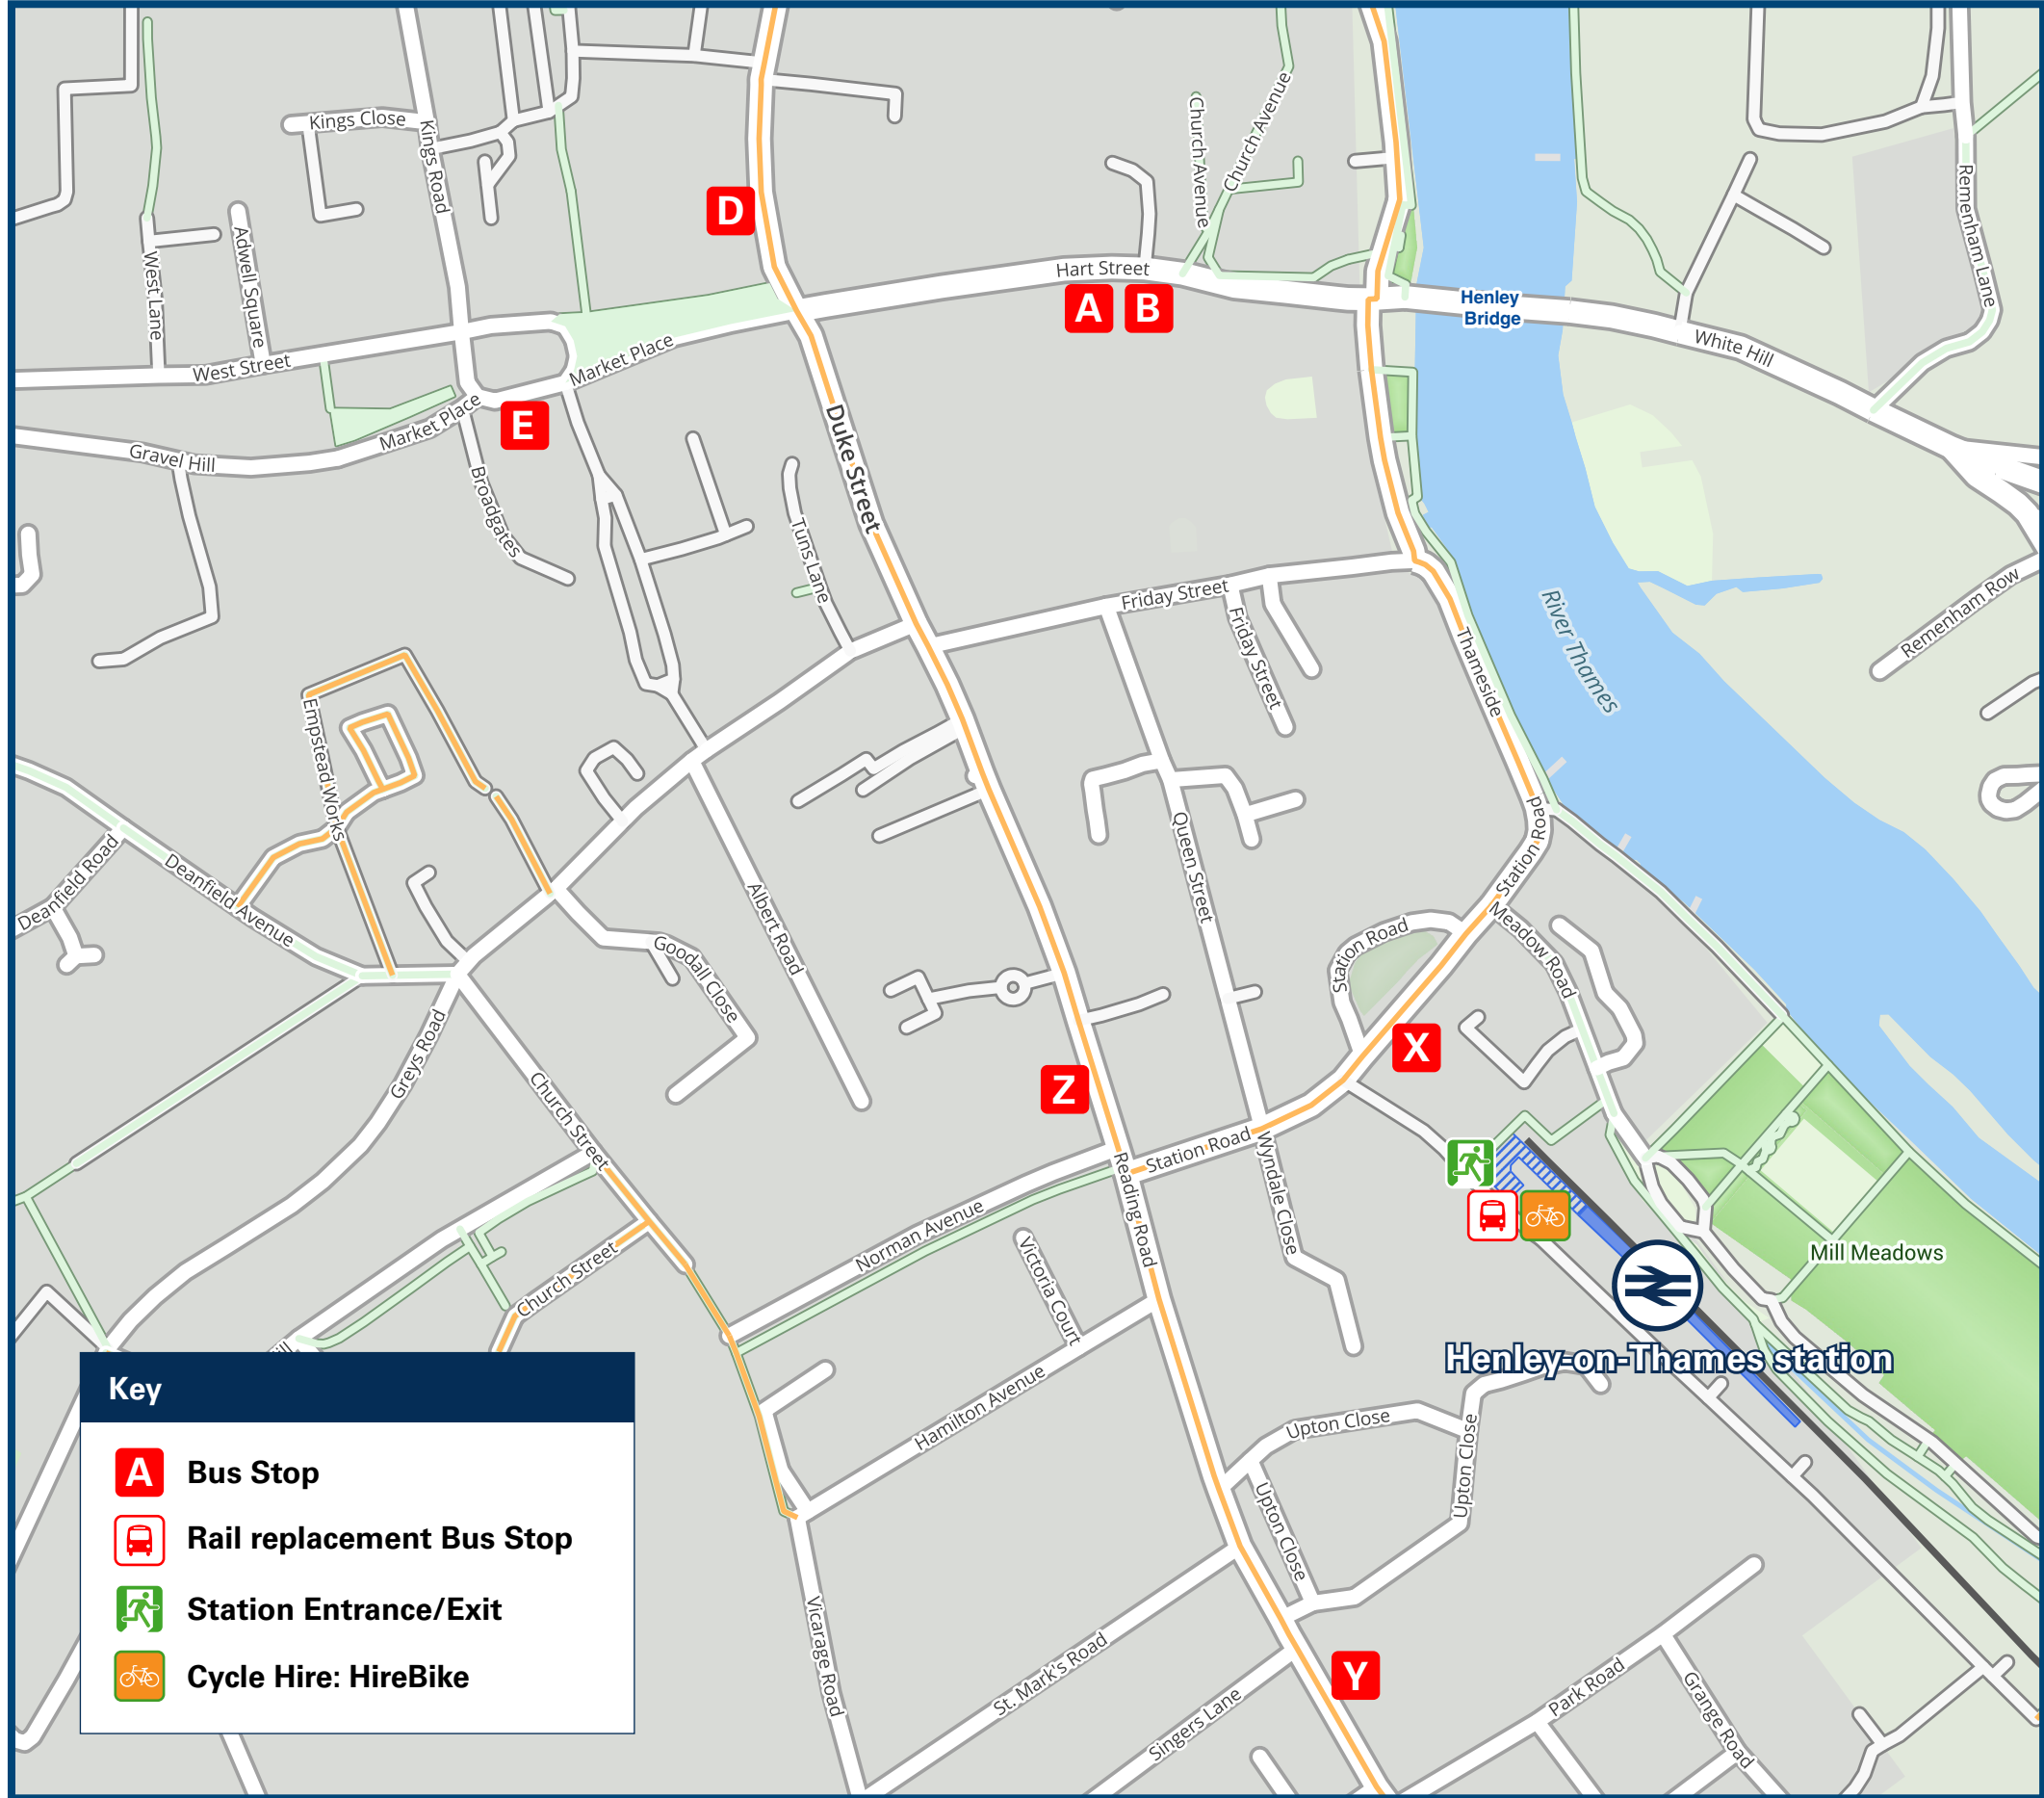 Kings Close
Kings Road
Church Avenue
Church Avenue
Remenham Lane
D
West Lane
Adwell Square
Hart Street
A
B
Henley
Bridge
White Hill
West Street
Market Place
Market Place
E
Gravel Hill
Broadgates
Duke Street
Tuns Lane
Friday Street
Friday Street
Thameside
River Thames
Remenham Row
Empstead Works
Deanfield Road
Deanfield Avenue
Albert Road
Goodall Close
Queen Street
Station Road
Station Road
Meadow Road
Greys Road
Church Street
X
Z
Station Road
Reading Road
Wyndale Close
Norman Avenue
Victoria Court
Church Street
Mill Meadows
Henley-on-Thames station
ill
Hamilton Avenue
Upton Close
Upton Close
Upton Close
Vicarage Road
St. Mark's Road
Singers Lane
Y
Park Road
Grange Road
Key
A Bus Stop
Rail replacement Bus Stop
Station Entrance/Exit
Cycle Hire: HireBike